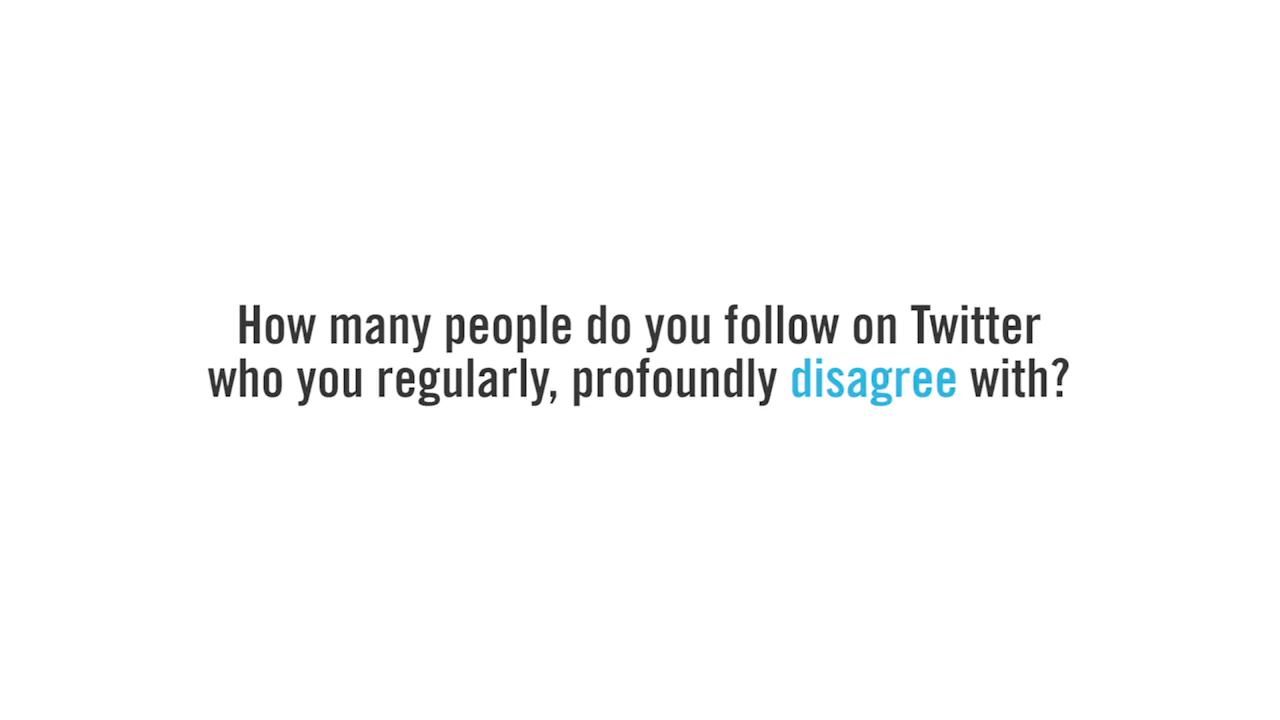 How many people do you follow on Twitter
who you regularly, profoundly disagree with?